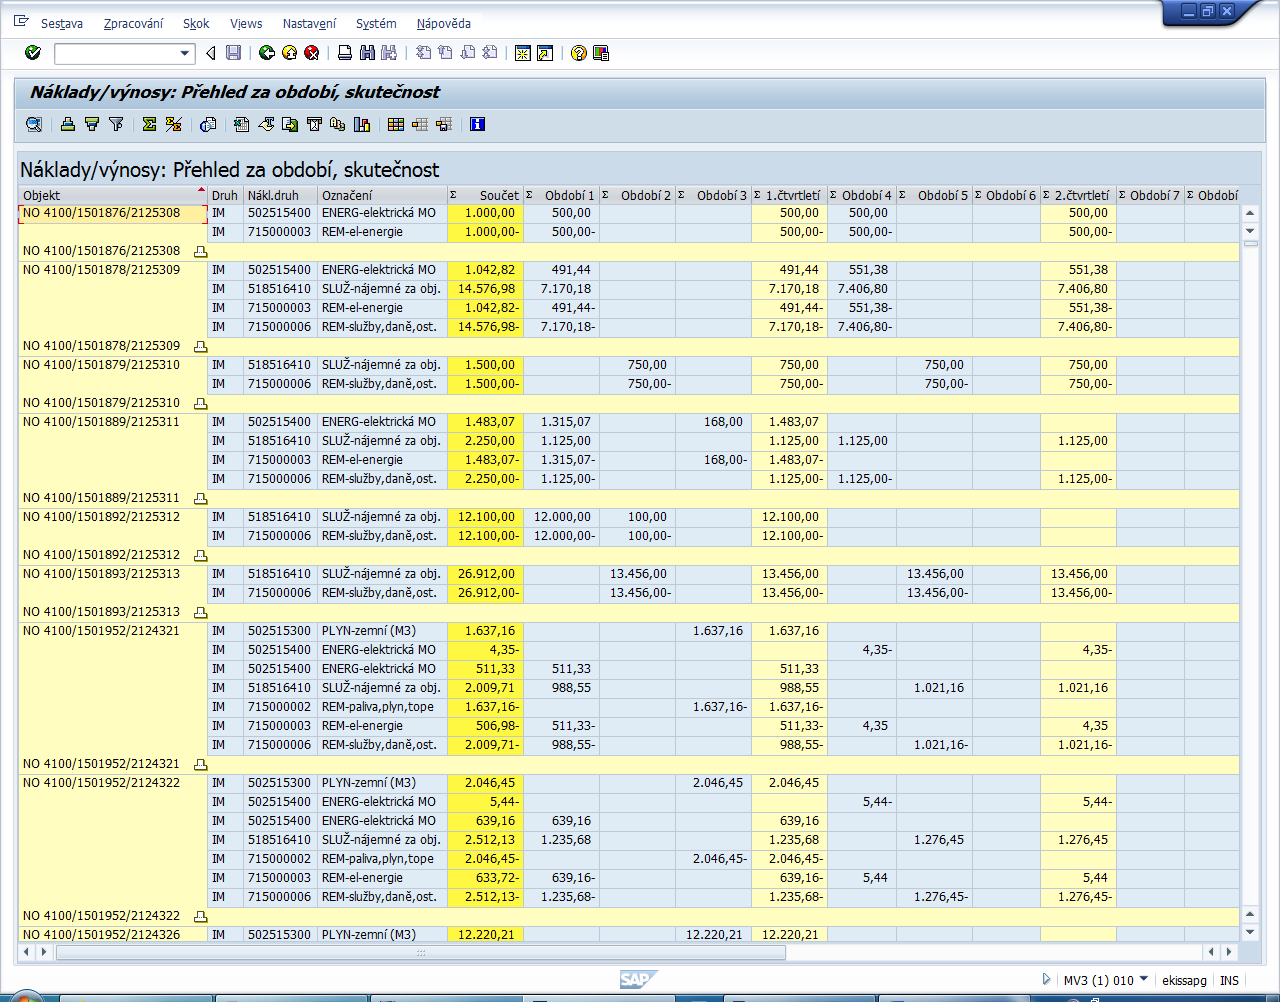 Sestava Zpracování Skok Views Nastavení Systém Nápověda
Náklady/výnosy: Přehled za období, skutečnost
Náklady/výnosy: Přehled za období, skutečnost
Objekt Druh Nákl.druh Označení Σ Součet Σ Období 1 Σ Období 2 Σ Období 3 Σ 1.čtvrtletí Σ Období 4 Σ Období 5 Σ Období 6 Σ 2.čtvrtletí Σ Období 7 Σ Období
NO 4100/1501876/2125308 IM 502515400 ENERG-elektrická MO 1.000,00 500,00 500,00 500,00 500,00
IM 715000003 REM-el-energie 1.000,00- 500,00- 500,00- 500,00- 500,00-
NO 4100/1501876/2125308
NO 4100/1501878/2125309 IM 502515400 ENERG-elektrická MO 1.042,82 491,44 491,44 551,38 551,38
IM 518516410 SLUŽ-nájemné za obj. 14.576,98 7.170,18 7.170,18 7.406,80 7.406,80
IM 715000003 REM-el-energie 1.042,82- 491,44- 491,44- 551,38- 551,38-
IM 715000006 REM-služby,daně,ost. 14.576,98- 7.170,18- 7.170,18- 7.406,80- 7.406,80-
NO 4100/1501878/2125309
NO 4100/1501879/2125310 IM 518516410 SLUŽ-nájemné za obj. 1.500,00 750,00 750,00 750,00 750,00
IM 715000006 REM-služby,daně,ost. 1.500,00- 750,00- 750,00- 750,00- 750,00-
NO 4100/1501879/2125310
NO 4100/1501889/2125311 IM 502515400 ENERG-elektrická MO 1.483,07 1.315,07 168,00 1.483,07
IM 518516410 SLUŽ-nájemné za obj. 2.250,00 1.125,00 1.125,00 1.125,00 1.125,00
IM 715000003 REM-el-energie 1.483,07- 1.315,07- 168,00- 1.483,07-
IM 715000006 REM-služby,daně,ost. 2.250,00- 1.125,00- 1.125,00- 1.125,00- 1.125,00-
NO 4100/1501889/2125311
NO 4100/1501892/2125312 IM 518516410 SLUŽ-nájemné za obj. 12.100,00 12.000,00 100,00 12.100,00
IM 715000006 REM-služby,daně,ost. 12.100,00- 12.000,00- 100,00- 12.100,00-
NO 4100/1501892/2125312
NO 4100/1501893/2125313 IM 518516410 SLUŽ-nájemné za obj. 26.912,00 13.456,00 13.456,00 13.456,00 13.456,00
IM 715000006 REM-služby,daně,ost. 26.912,00- 13.456,00- 13.456,00- 13.456,00- 13.456,00-
NO 4100/1501893/2125313
NO 4100/1501952/2124321 IM 502515300 PLYN-zemní (M3) 1.637,16 1.637,16 1.637,16
IM 502515400 ENERG-elektrická MO 4,35- 4,35- 4,35-
IM 502515400 ENERG-elektrická MO 511,33 511,33 511,33
IM 518516410 SLUŽ-nájemné za obj. 2.009,71 988,55 988,55 1.021,16 1.021,16
IM 715000002 REM-paliva,plyn,tope 1.637,16- 1.637,16- 1.637,16-
IM 715000003 REM-el-energie 506,98- 511,33- 511,33- 4,35 4,35
IM 715000006 REM-služby,daně,ost. 2.009,71- 988,55- 988,55- 1.021,16- 1.021,16-
NO 4100/1501952/2124321
NO 4100/1501952/2124322 IM 502515300 PLYN-zemní (M3) 2.046,45 2.046,45 2.046,45
IM 502515400 ENERG-elektrická MO 5,44- 5,44- 5,44-
IM 502515400 ENERG-elektrická MO 639,16 639,16 639,16
IM 518516410 SLUŽ-nájemné za obj. 2.512,13 1.235,68 1.235,68 1.276,45 1.276,45
IM 715000002 REM-paliva,plyn,tope 2.046,45- 2.046,45- 2.046,45-
IM 715000003 REM-el-energie 633,72- 639,16- 639,16- 5,44 5,44
IM 715000006 REM-služby,daně,ost. 2.512,13- 1.235,68- 1.235,68- 1.276,45- 1.276,45-
NO 4100/1501952/2124322
NO 4100/1501952/2124326 IM 502515300 PLYN-zemní (M3) 12.220,21 12.220,21 12.220,21
SAP MV3 (1) 010 ekissapg INS